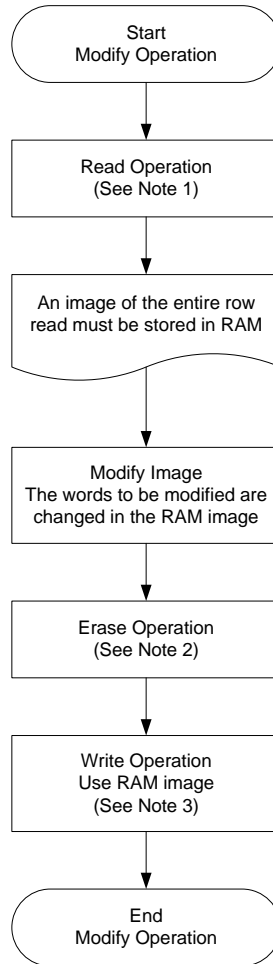 Start
Modify Operation
Read Operation
(See Note 1)
An image of the entire row
read must be stored in RAM
Modify Image
The words to be modified are
changed in the RAM image
Erase Operation
(See Note 2)
Write Operation
Use RAM image
(See Note 3)
End
Modify Operation